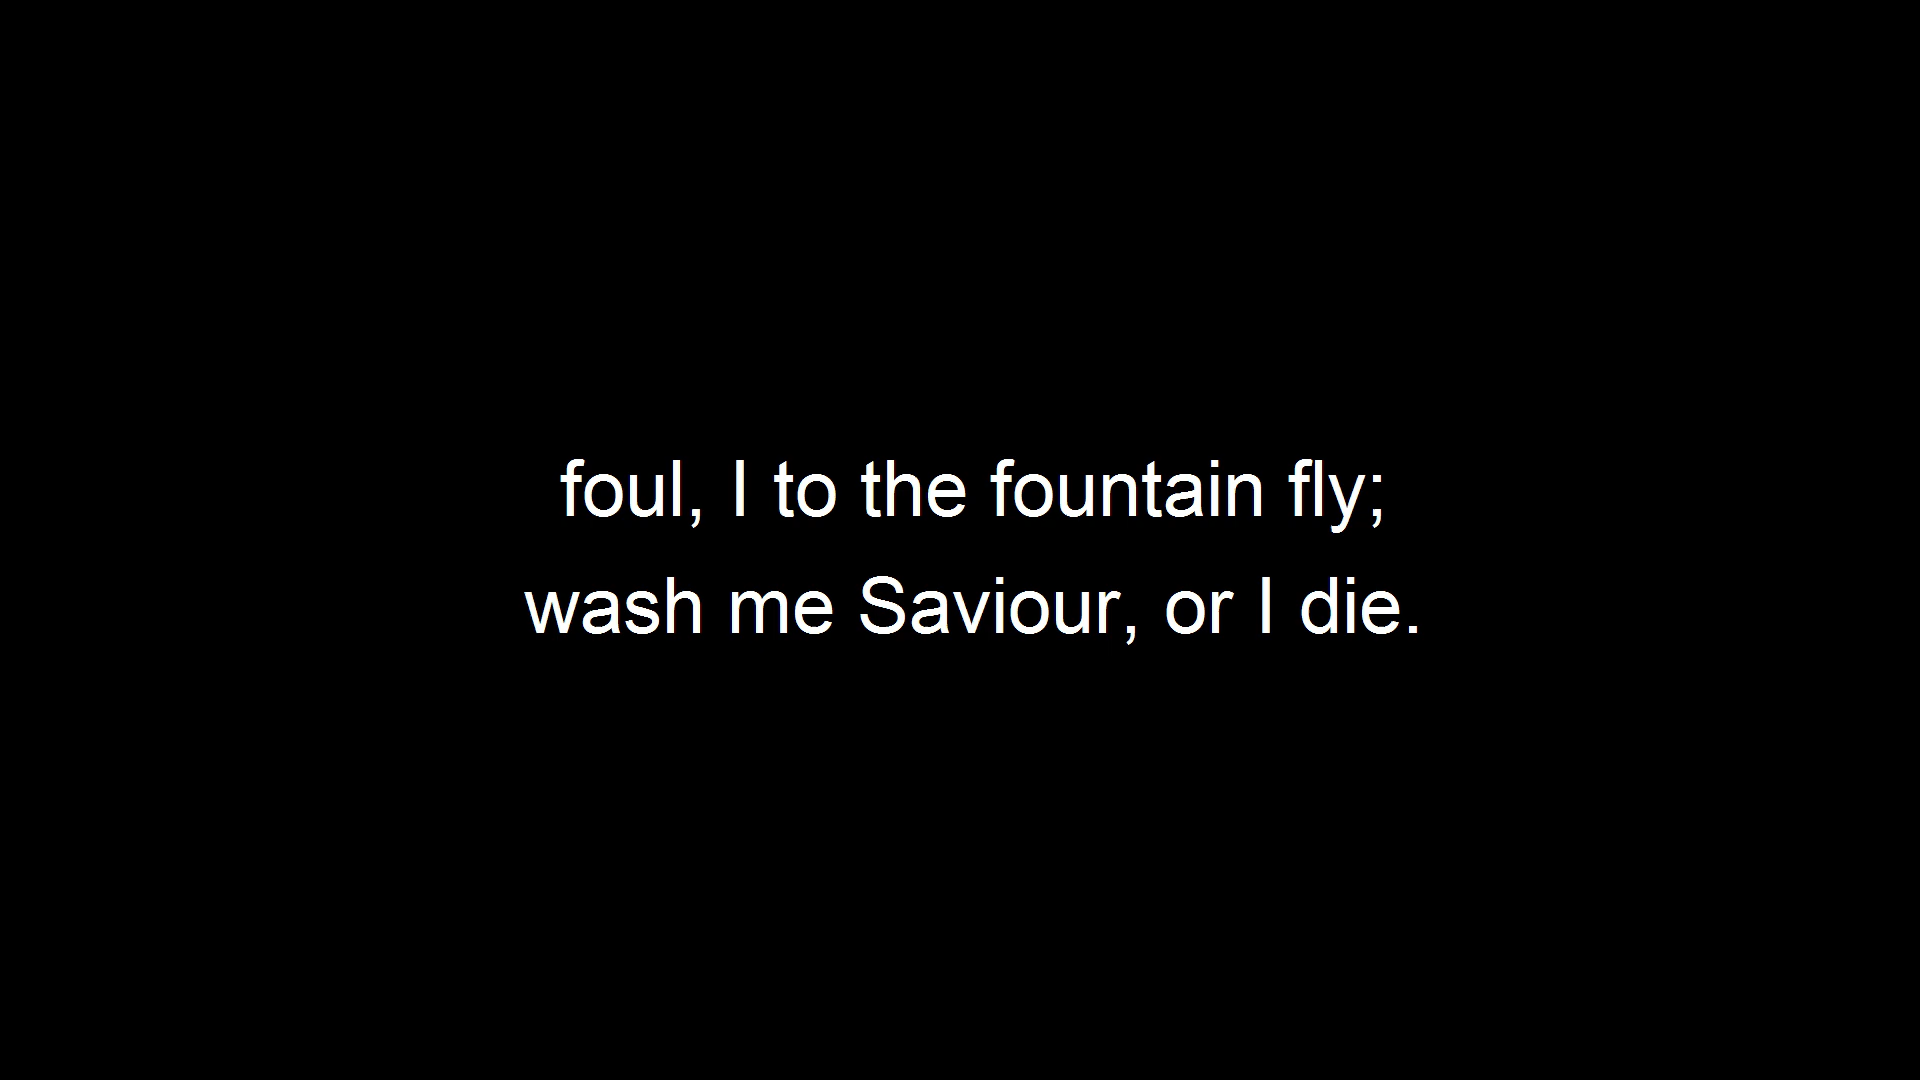 foul, I to the fountain fly;
wash me Saviour, or I die.